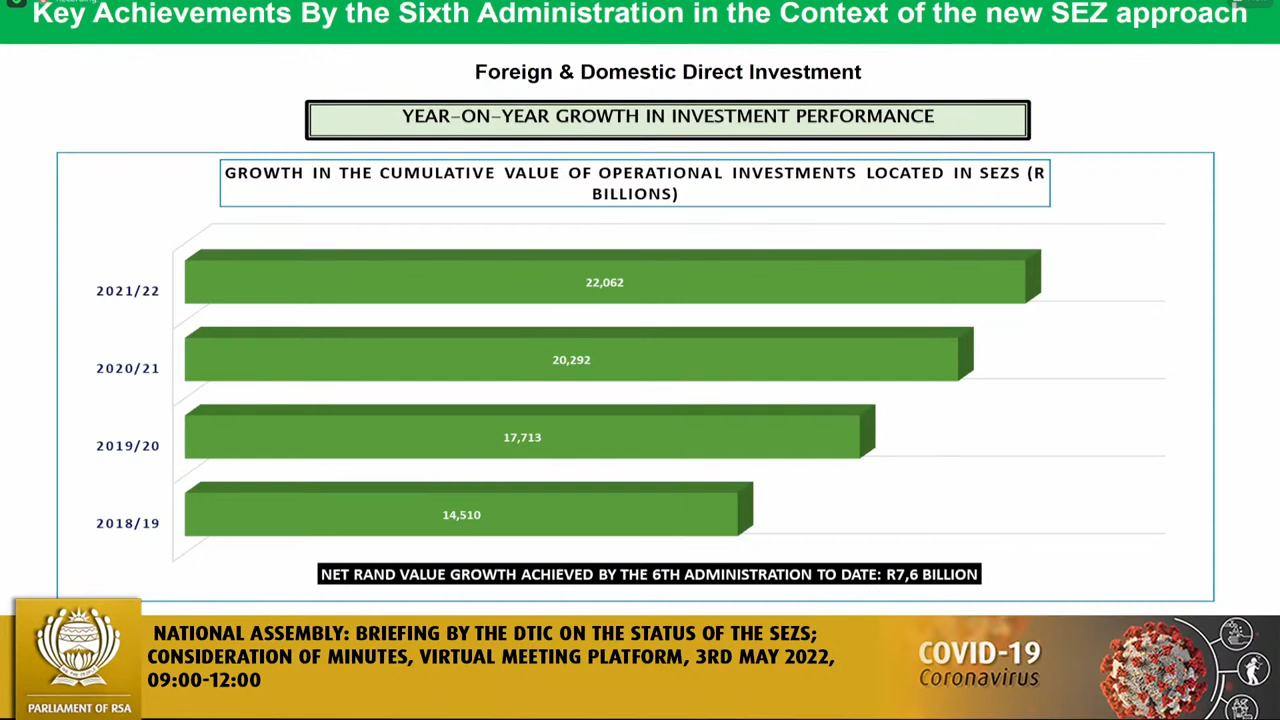 Key Achievements By the Sixth Administration in the Context of the new SEZ approach
Foreign & Domestic Direct Investment
YEAR-ON-YEAR GROWTH IN INVESTMENT PERFORMANCE
GROWTH IN THE CUMULATIVE VALUE OF OPERATIONAL INVESTMENTS LOCATED IN SEZS (R
BILLIONS)
2021/22
22,062
2020/21
20,292
2019/20
17,713
2018/19
14,510
NET RAND VALUE GROWTH ACHIEVED BY THE 6TH ADMINISTRATION TO DATE: R7,6 BILLION
NATIONAL ASSEMBLY: BRIEFING BY THE DTIC ON THE STATUS OF THE SEZS;
CONSIDERATION OF MINUTES, VIRTUAL MEETING PLATFORM, 3RD MAY 2022,
09:00-12:00
PARLIAMENT OF RSA
COVID-19
Coronavirus